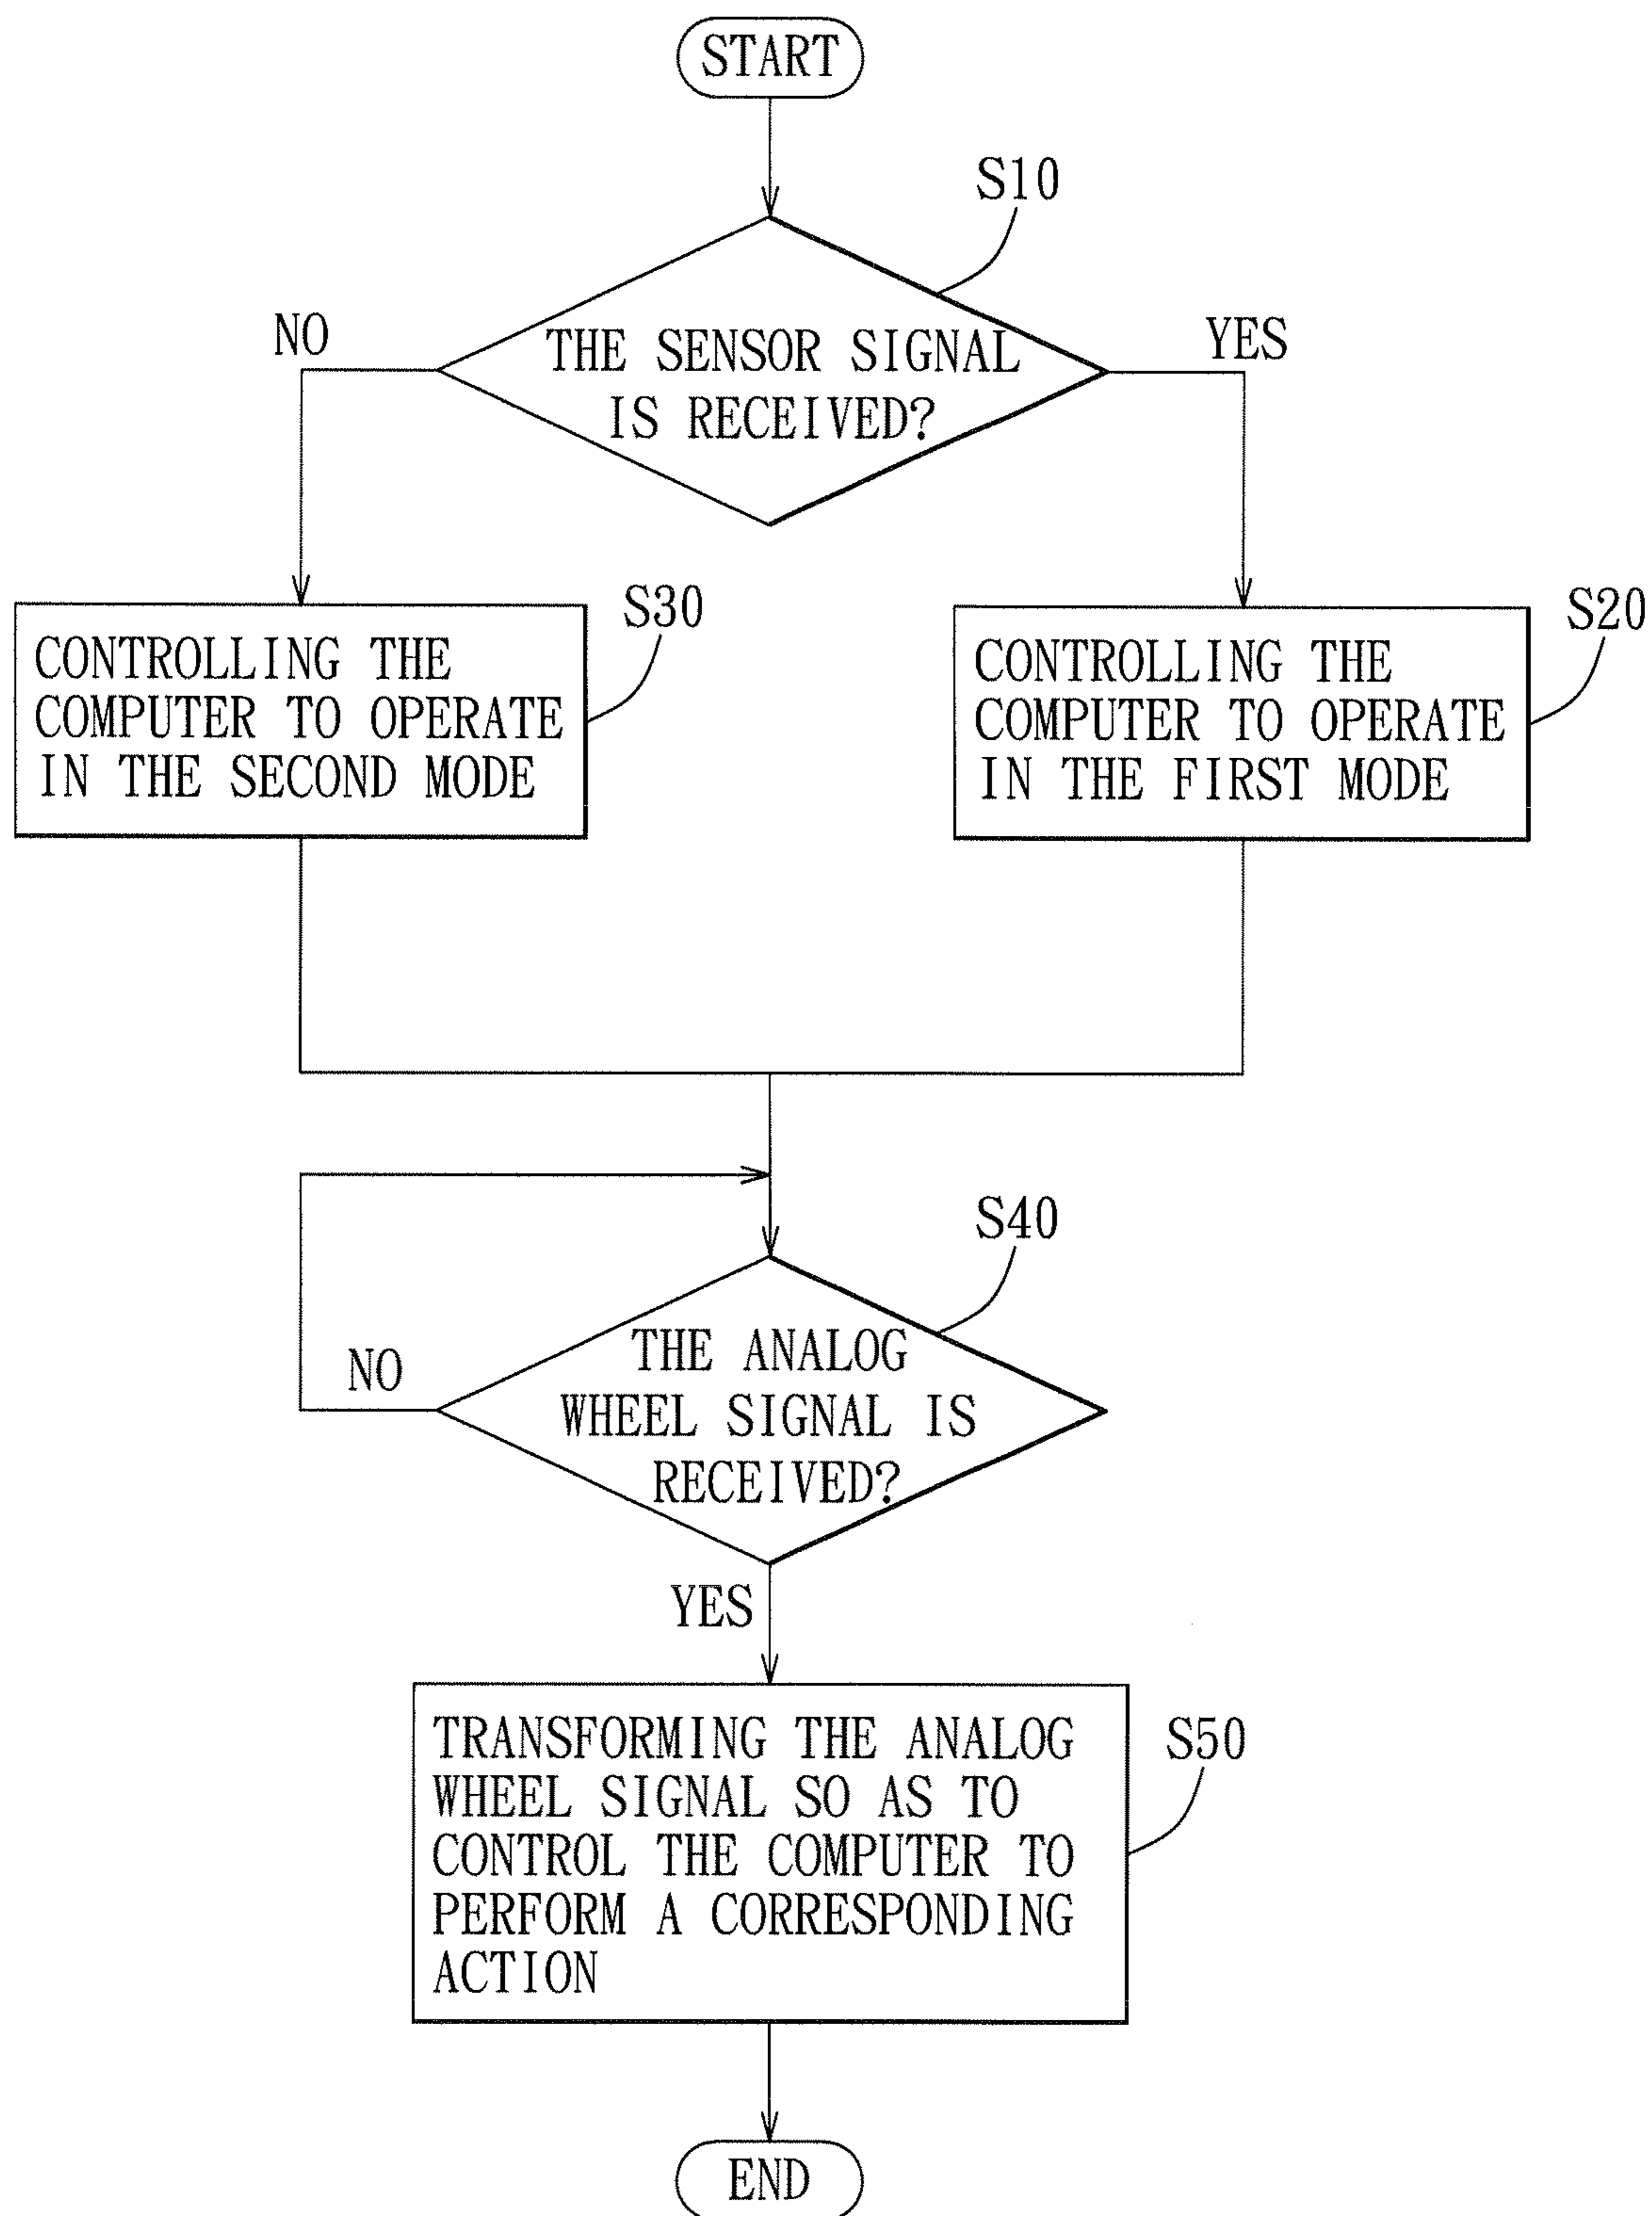 START
S10
NO
YES
THE SENSOR SIGNAL
IS RECEIVED?
S30
S20
CONTROLLING THE
COMPUTER TO OPERATE
IN THE SECOND MODE
CONTROLLING THE
COMPUTER TO OPERATE
IN THE FIRST MODE
S40
NO
THE ANALOG
WHEEL SIGNAL IS
RECEIVED?
YES
TRANSFORMING THE ANALOG
WHEEL SIGNAL SO AS TO
CONTROL THE COMPUTER TO
PERFORM A CORRESPONDING
ACTION
S50
END